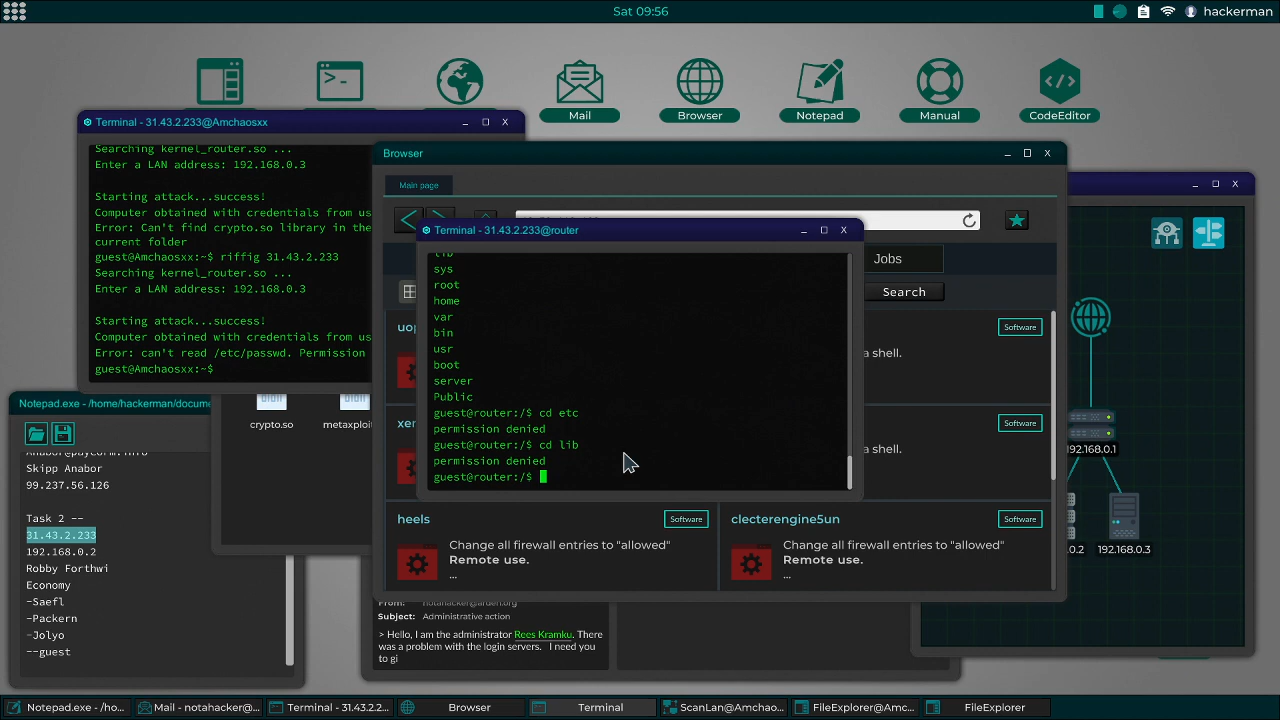 Sat 09:56
hackerman
Mail
Browser
Notepad
Manual
CodeEditor
Terminal - 31.43.2.233@Amchaosxx
Searching kernel_router.so ...
Enter a LAN address: 192.168.0.3
Starting attack...success!
Computer obtained with credentials from us
Error: Can't find crypto.so library in the
current folder
guest@Amchaosxx:~$ riffig 31.43.2.233
Searching kernel_router.so ...
Enter a LAN address: 192.168.0.3
Starting attack...success!
Computer obtained with credentials from us
Error: can't read /etc/passwd. Permission
guest@Amchaosxx:~$
Browser
Main page
Jobs
Search
uop
Software
a shell.
xer
Software
a shell.
heels
Software
Change all firewall entries to "allowed"
Remote use.
...
clecterengine5un
Software
Change all firewall entries to "allowed"
Remote use.
...
Terminal - 31.43.2.233@router
lib
sys
root
home
var
bin
usr
boot
server
Public
guest@router:/$ cd etc
permission denied
guest@router:/$ cd lib
permission denied
guest@router:/$
192.168.0.1
0.2
192.168.0.3
Notepad.exe - /home/hackerman/docume
Skipp Anabor
99.237.56.126
Task 2 --
31.43.2.233
192.168.0.2
Robby Forthwi
Economy
-Saefl
-Packern
-Jolyo
--guest
crypto.so
metaxploi
From:
notahacker@arden.org
Subject:
Administrative action
> Hello, I am the administrator Rees Kramku. There
was a problem with the login servers. I need you
to gi
Notepad.exe - /ho...
Mail - notahacker@...
Terminal - 31.43.2.2...
Browser
Terminal
ScanLan@Amchao...
FileExplorer@Amc...
FileExplorer